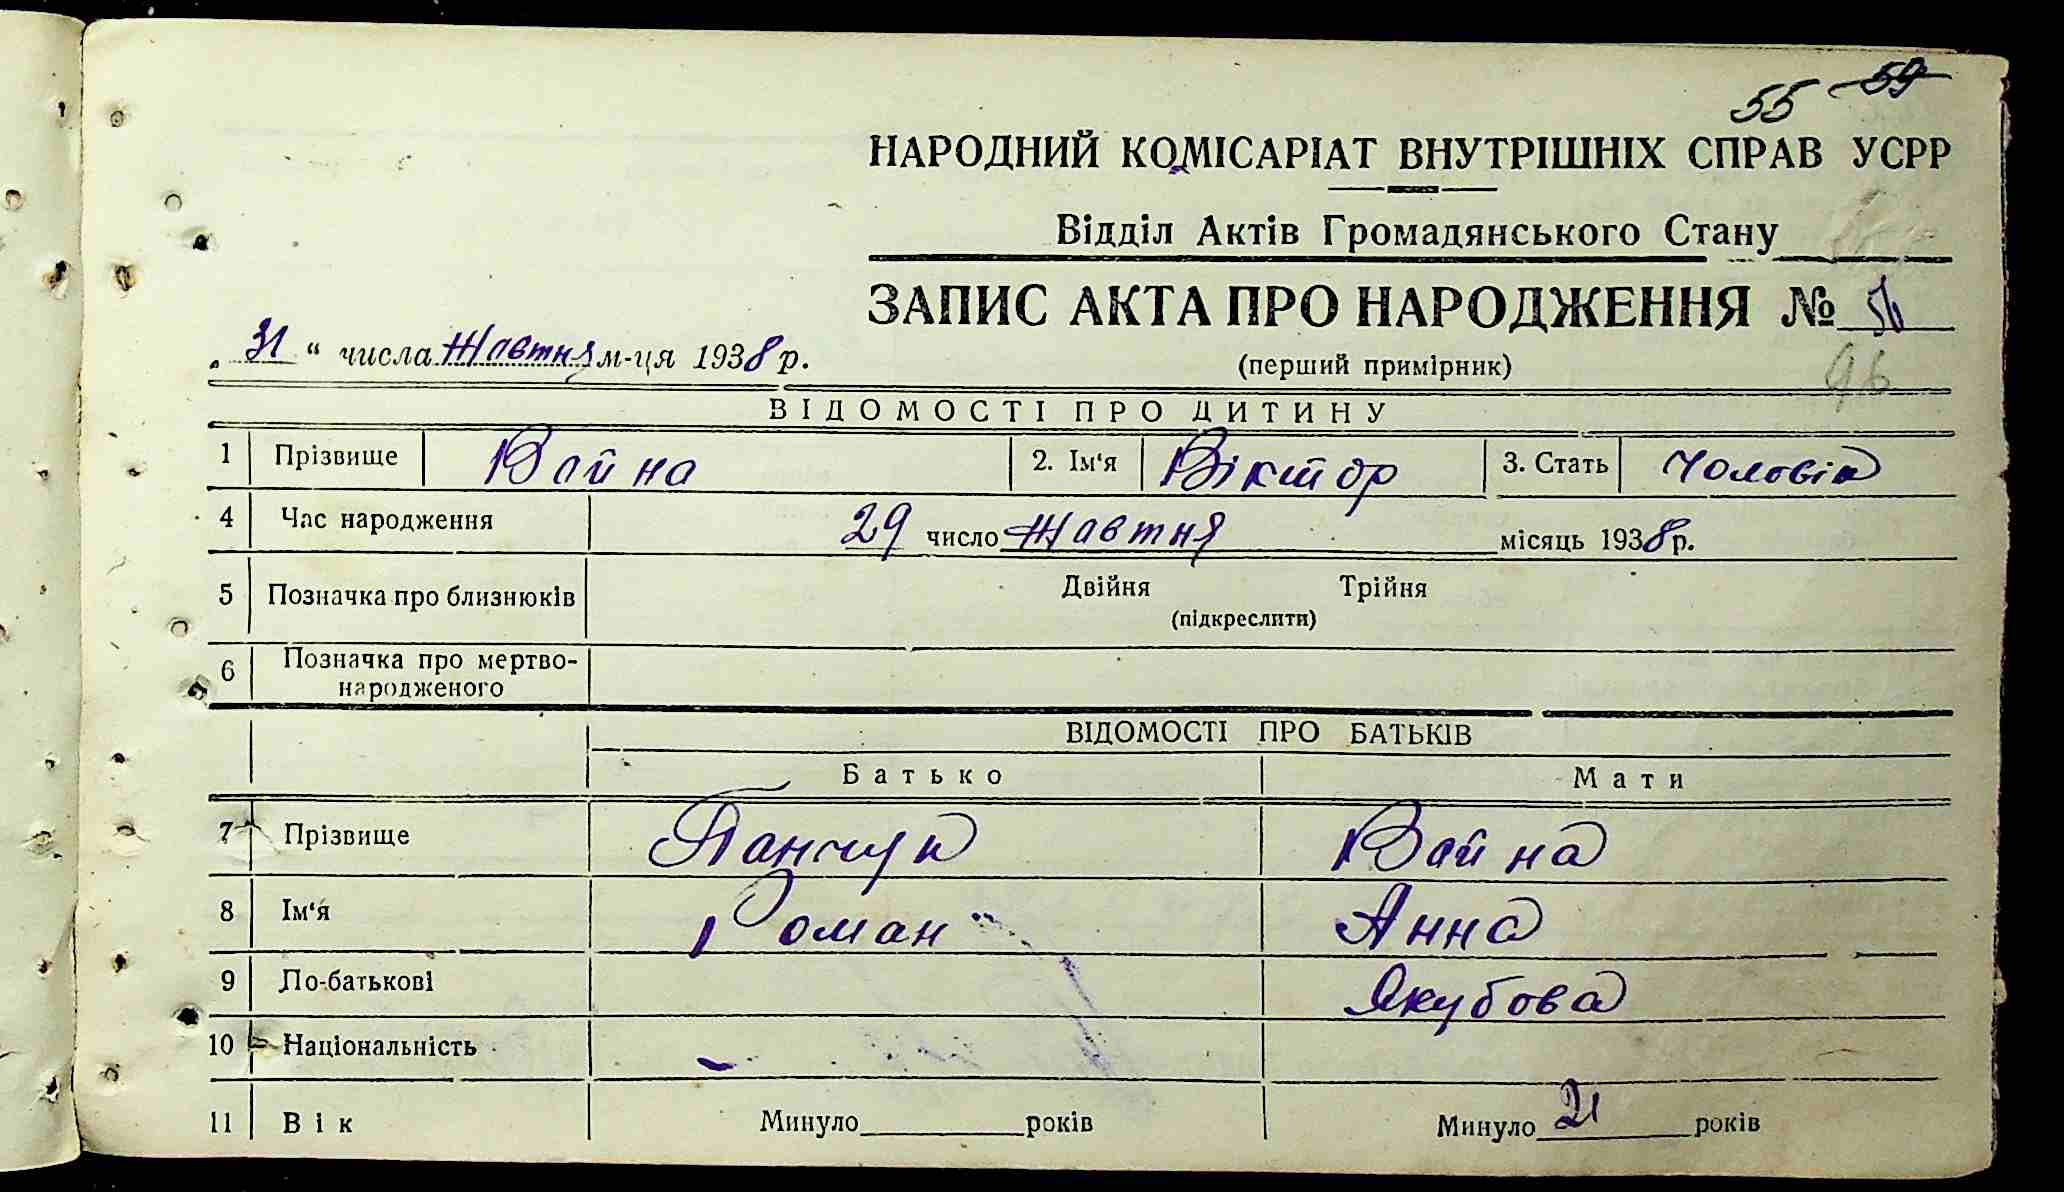 55 59
НАРОДНИЙ КОМІСАРІАТ ВНУТРІШНІХ СПРАВ УСРР
Відділ Актів Громадянського Стану
ЗАПИС АКТА ПРО НАРОДЖЕННЯ № 56
„31“ числа Жовтня м-ця 1938 р.
(перший примірник)
96
ВІДОМОСТІ ПРО ДИТИНУ
1 Прізвище Война 2. Ім'я Віктор 3. Стать чоловік
4 Час народження 29 число Жовтня місяць 1938 р.
5 Позначка про близнюків Двійня Трійня
(підкреслити)
6 Позначка про мертво-
народженого
ВІДОМОСТІ ПРО БАТЬКІВ
Батько Мати
7 Прізвище Панчук Война
8 Ім'я Роман Анна
9 По-батькові Якубова
10 Національність -
11 Вік Минуло років Минуло 21 років